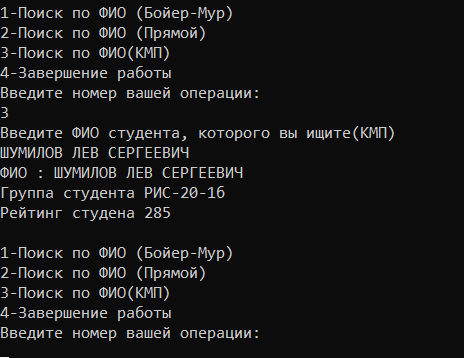 1-Поиск по ФИО (Бойер-Мур)
2-Поиск по ФИО (Прямой)
3-Поиск по ФИО(КМП)
4-Завершение работы
Введите номер вашей операции:
3
Введите ФИО студента, которого вы ищите(КМП)
ШУМИЛОВ ЛЕВ СЕРГЕЕВИЧ
ФИО : ШУМИЛОВ ЛЕВ СЕРГЕЕВИЧ
Группа студента РИС-20-1б
Рейтинг студена 285
1-Поиск по ФИО (Бойер-Мур)
2-Поиск по ФИО (Прямой)
3-Поиск по ФИО(КМП)
4-Завершение работы
Введите номер вашей операции: